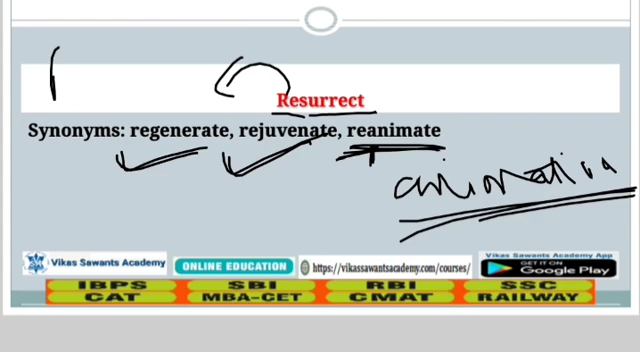 Resurrect
Synonyms: regenerate, rejuvenate, reanimate
animation
Vikas Sawants Academy
ONLINE EDUCATION
https://vikassawantsacademy.com/courses/
Vikas Sawants Academy App
GET IT ON
Google Play
IBPS SBI RBI SSC
CAT MBA-CET CMAT RAILWAY